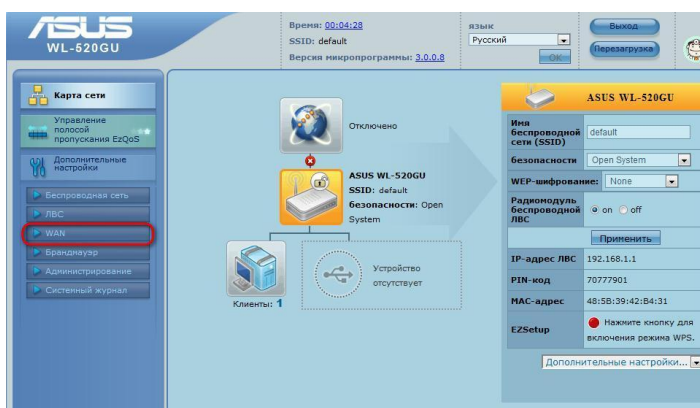 ASUS
WL-520GU
Время: 00:04:28
SSID: default
Версия микропрограммы: 3.0.0.8
язык
Русский
OK
Выход
Перезагрузка
Карта сети
Управление
полосой
пропускания EzQoS
Дополнительные
настройки
Беспроводная сеть
ЛВС
WAN
Брандмауэр
Администрирование
Системный журнал
Отключено
ASUS WL-520GU
SSID: default
безопасности: Open
System
Клиенты: 1
Устройство
отсутствует
ASUS WL-520GU
Имя
беспроводной
сети (SSID)
default
безопасности
Open System
WEP-шифрование:
None
Радиомодуль
беспроводной
ЛВС
on off
Применить
IP-адрес ЛВС 192.168.1.1
PIN-код 70777901
MAC-адрес 48:5B:39:42:B4:31
EZSetup
Нажмите кнопку для
включения режима WPS.
Дополнительные настройки...